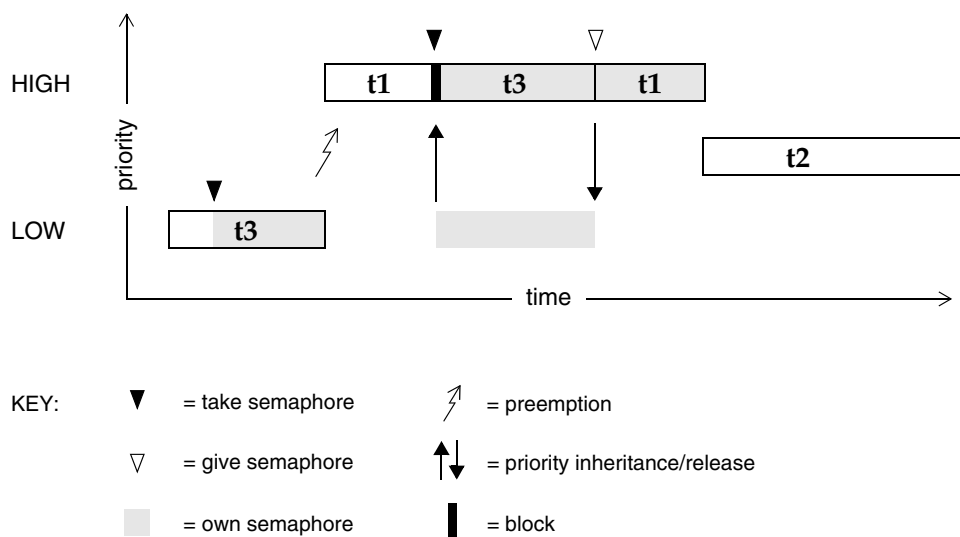 HIGH
t1
t3
t1
priority
t2
LOW
t3
time
KEY:
= take semaphore
= preemption
= give semaphore
= priority inheritance/release
= own semaphore
= block